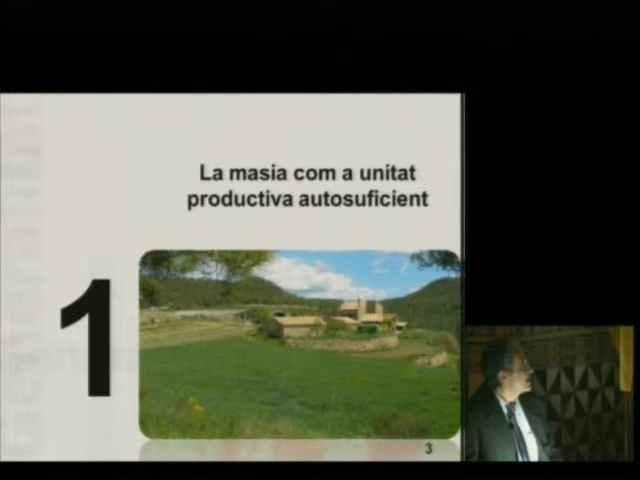 La masia com a unitat
productiva autosuficient
1
3